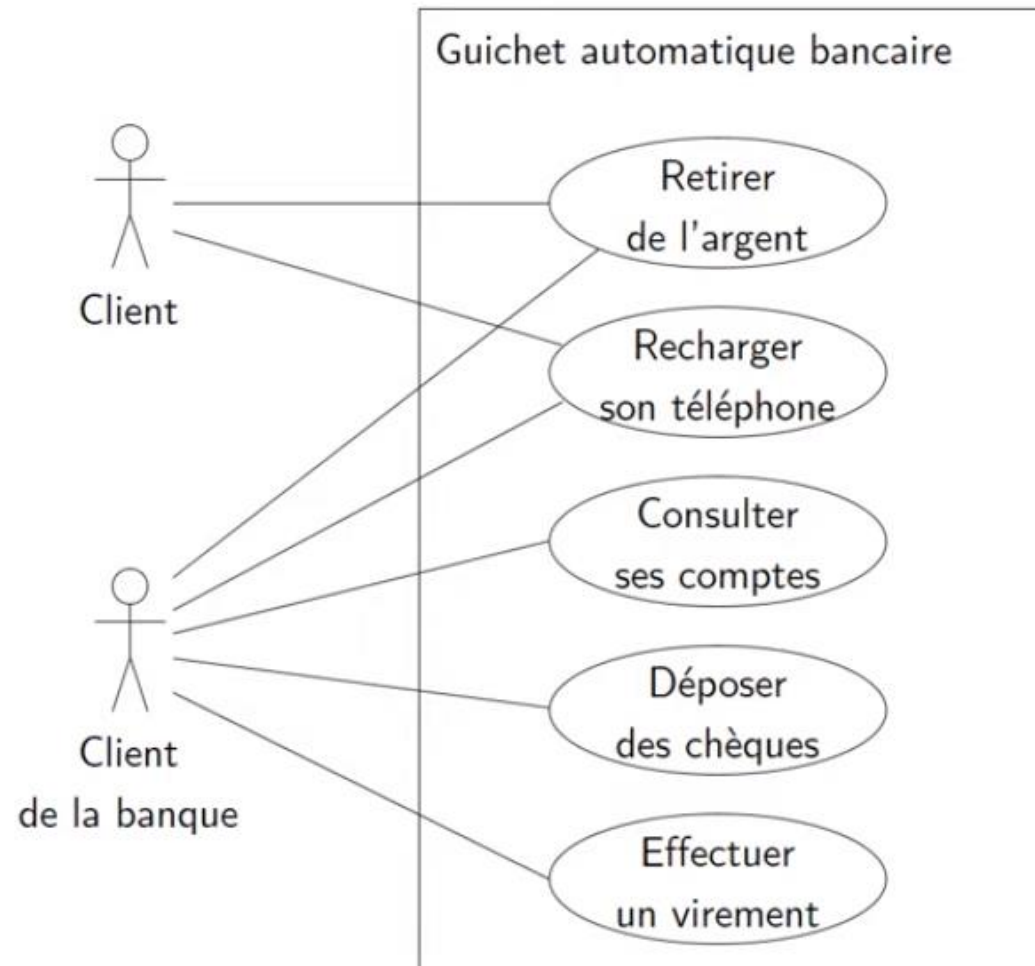 Guichet automatique bancaire
Retirer
de l'argent
Client
Recharger
son téléphone
Consulter
ses comptes
Déposer
des chèques
Client
de la banque
Effectuer
un virement